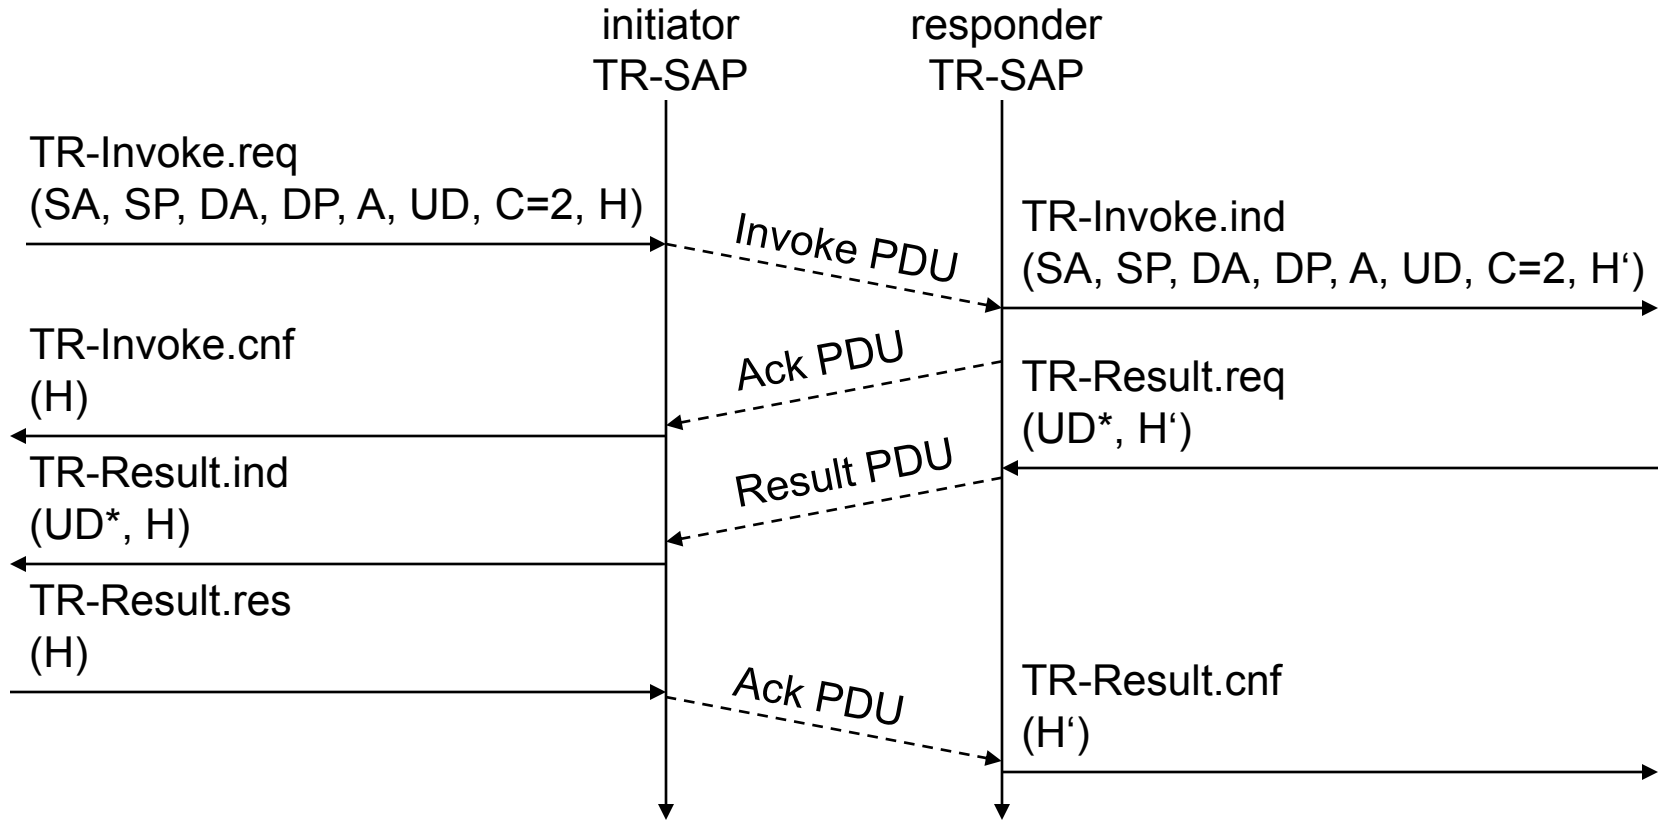 initiator
TR-SAP
responder
TR-SAP
TR-Invoke.req
(SA, SP, DA, DP, A, UD, C=2, H)
Invoke PDU
TR-Invoke.ind
(SA, SP, DA, DP, A, UD, C=2, H‘)
TR-Invoke.cnf
(H)
Ack PDU
TR-Result.req
(UD*, H‘)
TR-Result.ind
(UD*, H)
Result PDU
TR-Result.res
(H)
Ack PDU
TR-Result.cnf
(H‘)